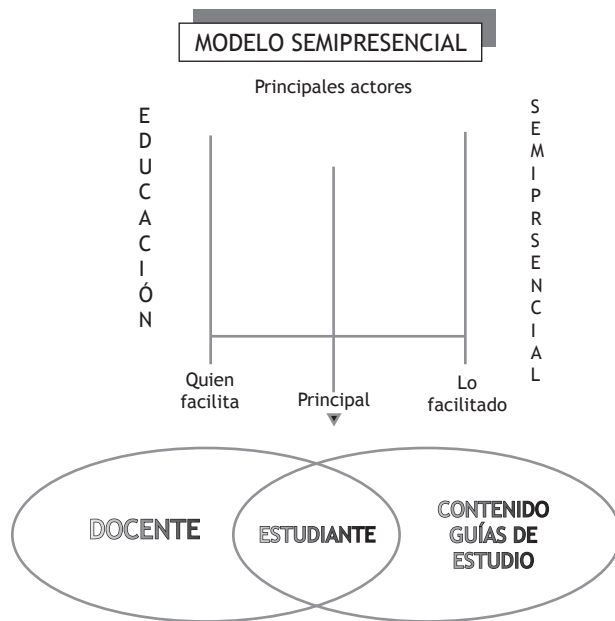 MODELO SEMIPRESENCIAL
Principales actores
EDUCACIÓN
SEMIPRSENCIAL
Quien
facilita
Principal
Lo
facilitado
DOCENTE
ESTUDIANTE
CONTENIDO
GUÍAS DE
ESTUDIO